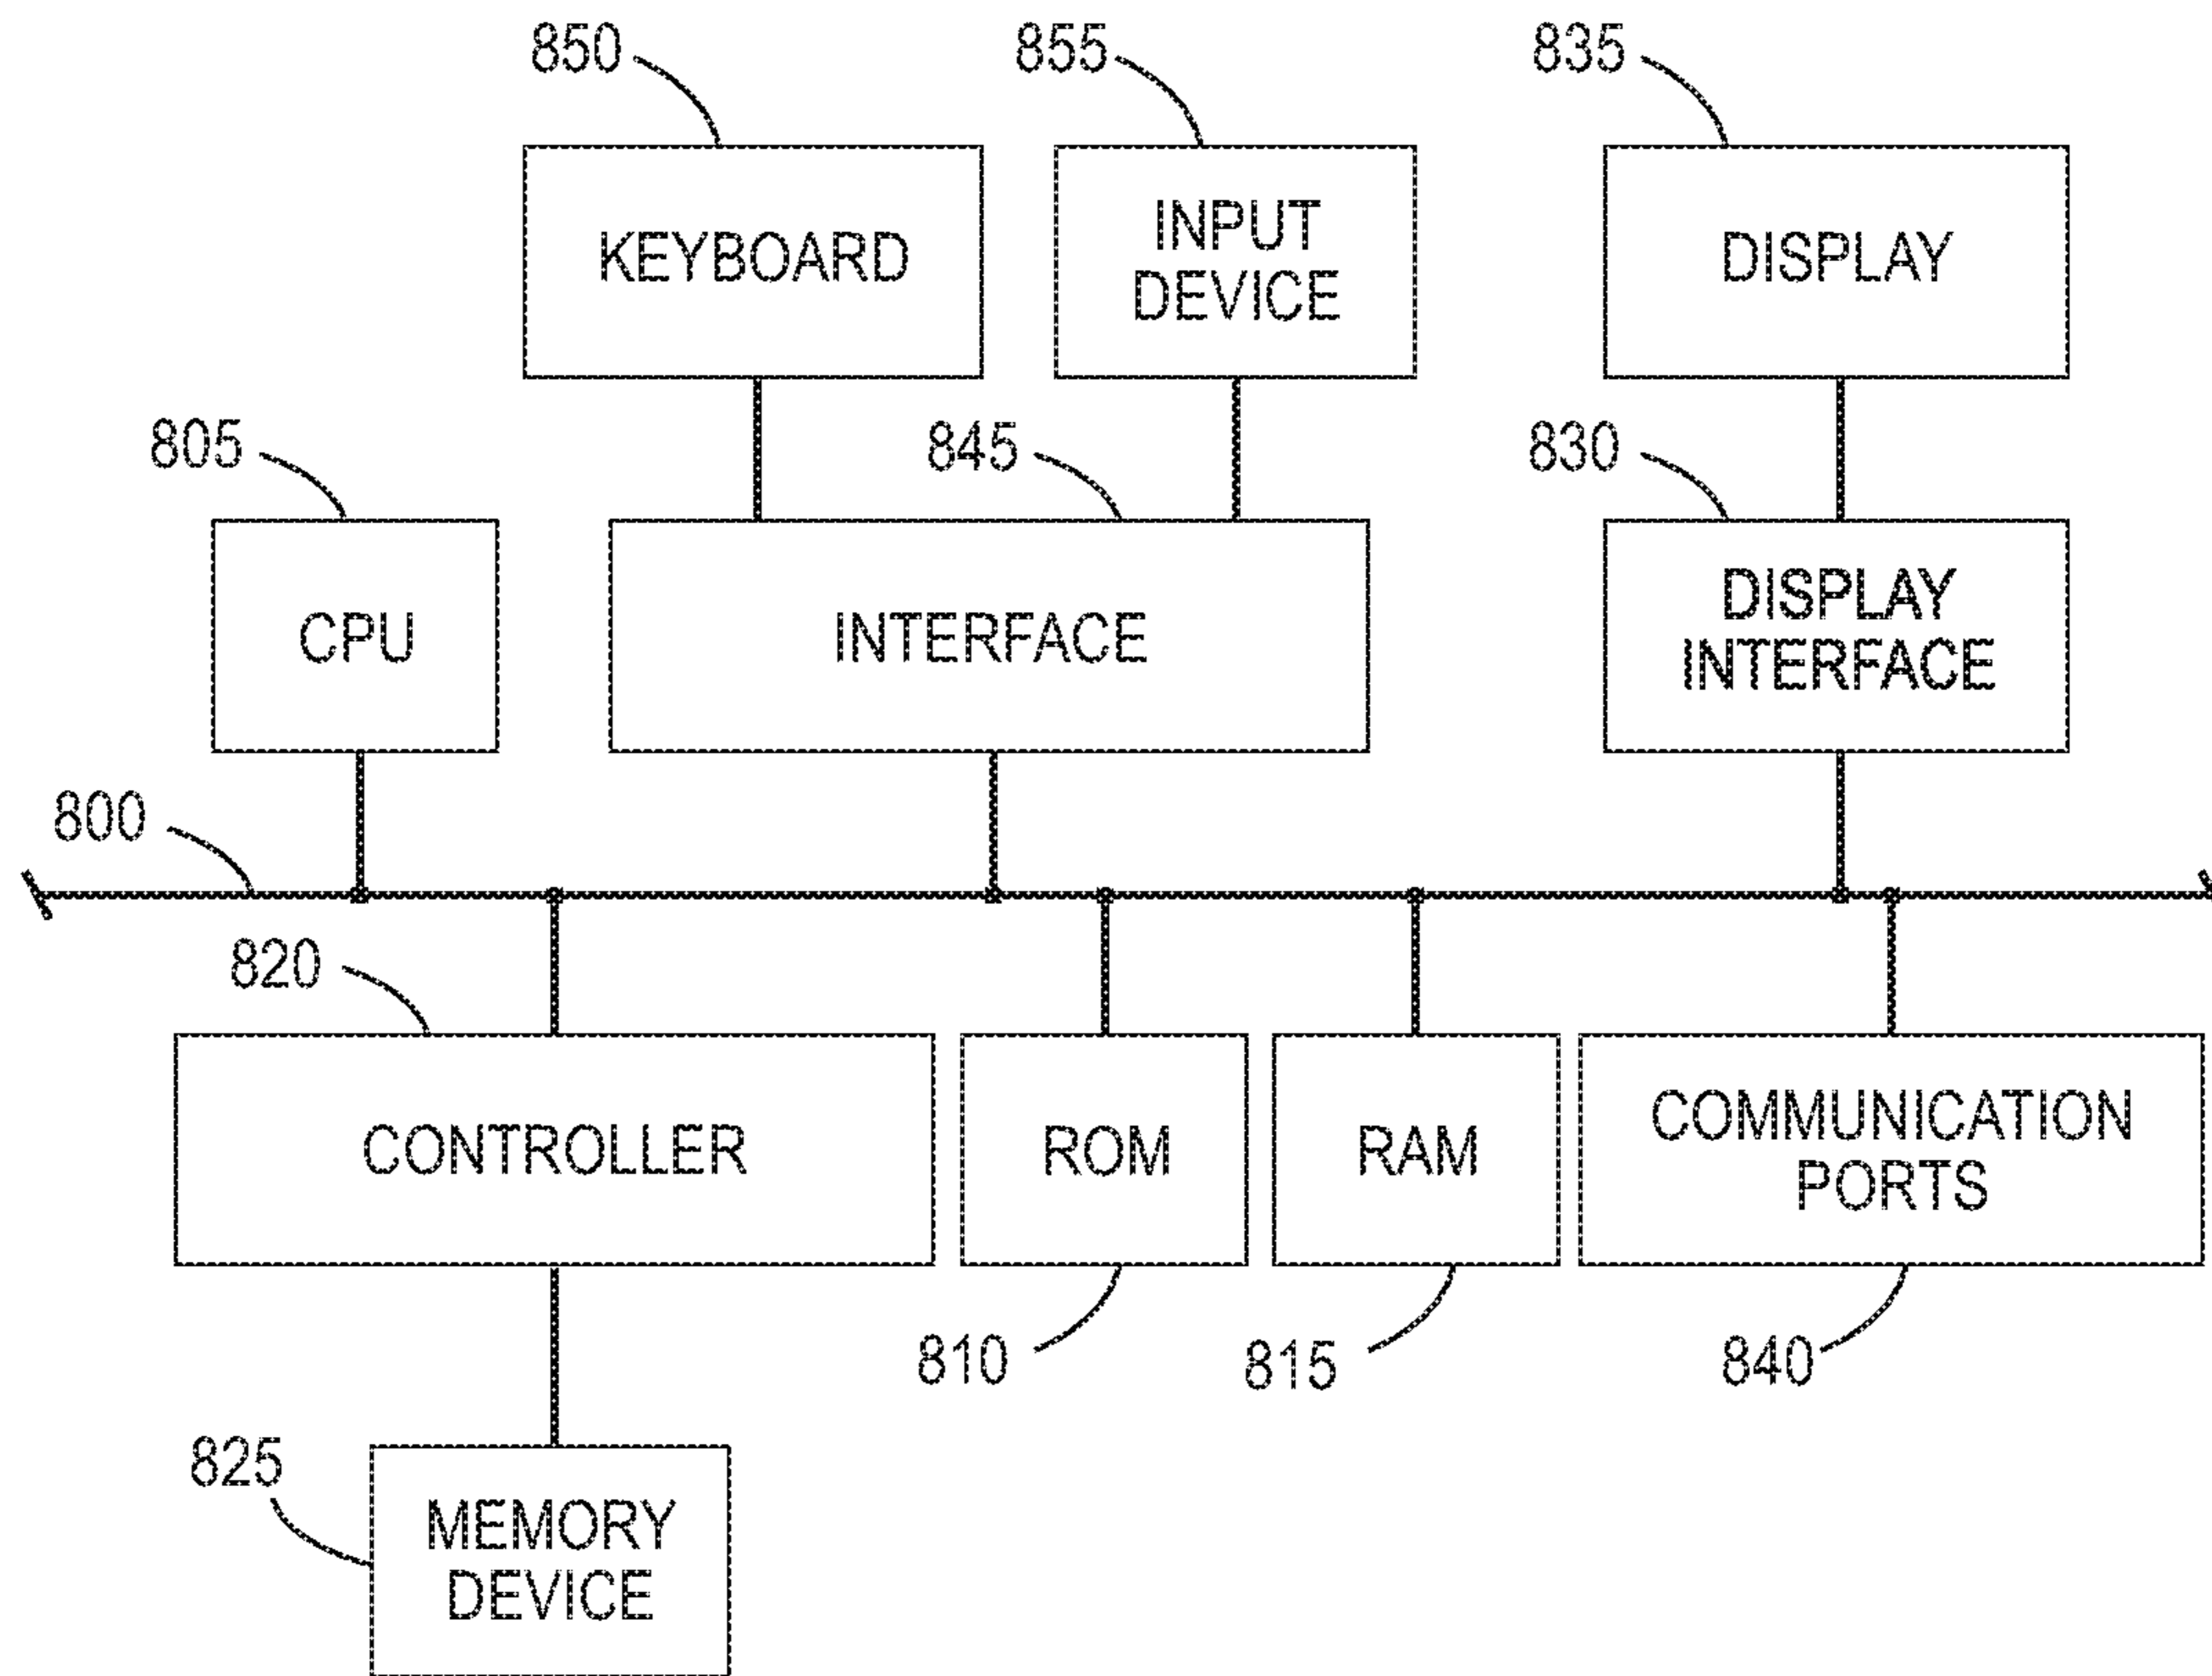 850
855
835
KEYBOARD
INPUT
DEVICE
DISPLAY
805
845
830
CPU
INTERFACE
DISPLAY
INTERFACE
800
820
CONTROLLER
ROM
RAM
COMMUNICATION
PORTS
810
815
840
825
MEMORY
DEVICE